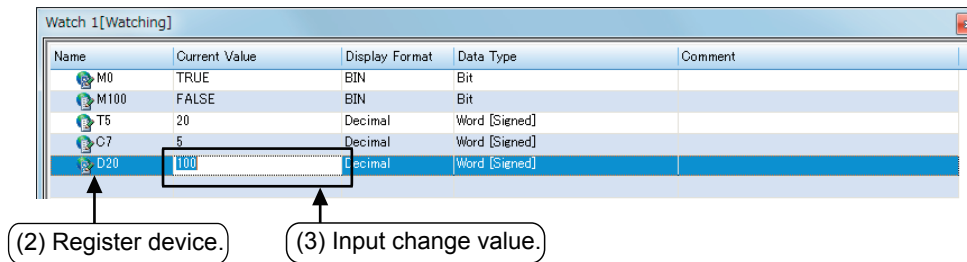 Watch 1[Watching]
Name Current Value Display Format Data Type Comment
M0 TRUE BIN Bit
M100 FALSE BIN Bit
T5 20 Decimal Word [Signed]
C7 5 Decimal Word [Signed]
D20 100 Decimal Word [Signed]
(2) Register device. (3) Input change value.